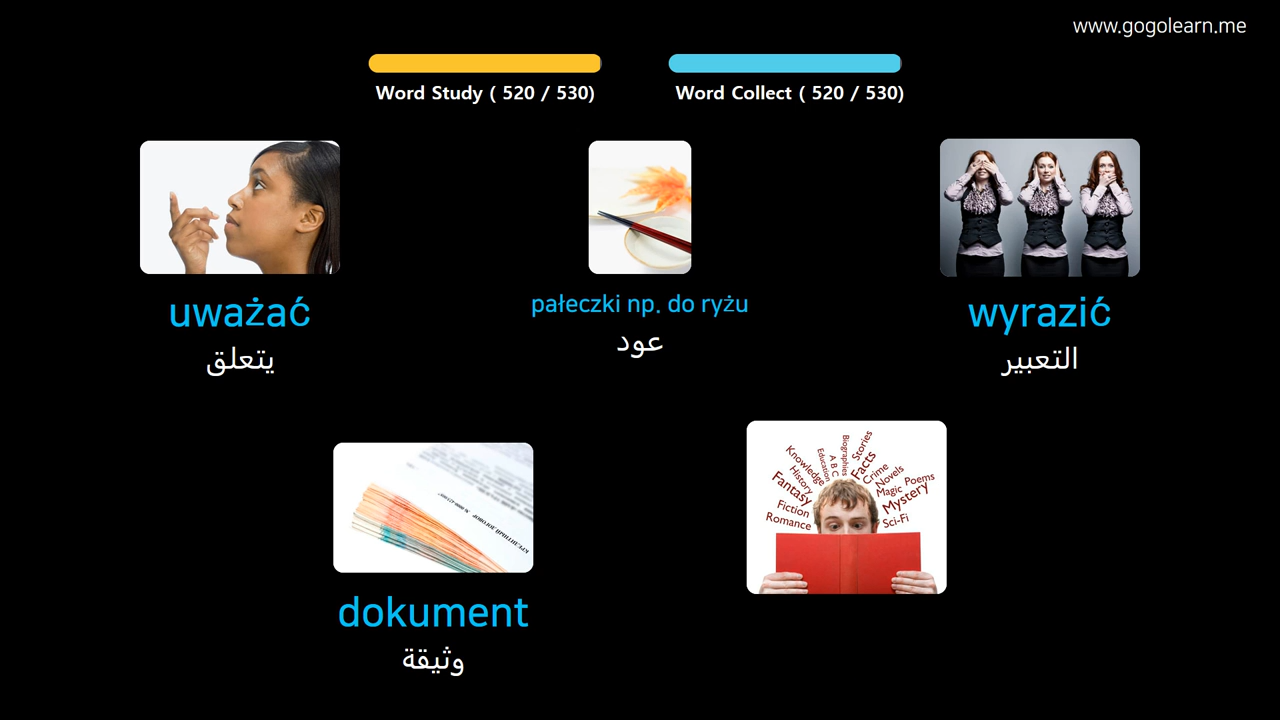 www.gogolearn.me
Word Study ( 520 / 530)
Word Collect ( 520 / 530)
uważać
يتعلق
pałeczki np. do ryżu
عود
wyrazić
التعبير
КРЕДИТНЫЙ ДОГОВОР
dokument
وثيقة
Stories
Biographies
Facts
A B C
Education
Knowledge
Crime
History
Novels
Magic
Poems
Fantasy
Mystery
Fiction
Sci-Fi
Romance